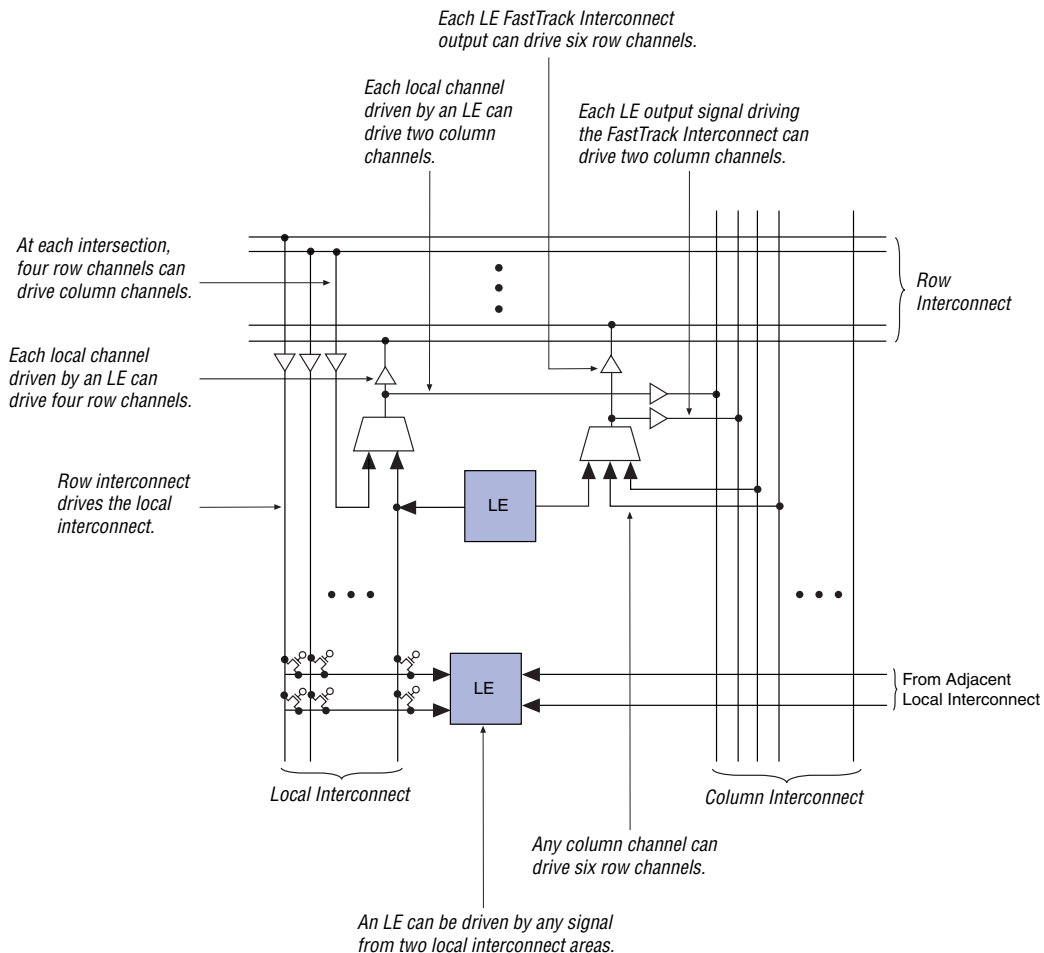 Each LE FastTrack Interconnect
output can drive six row channels.
Each local channel
driven by an LE can
drive two column
channels.
Each LE output signal driving
the FastTrack Interconnect can
drive two column channels.
At each intersection,
four row channels can
drive column channels.
Row
Interconnect
Each local channel
driven by an LE can
drive four row channels.
Row interconnect
drives the local
interconnect.
LE
LE
From Adjacent
Local Interconnect
Local Interconnect
Column Interconnect
Any column channel can
drive six row channels.
An LE can be driven by any signal
from two local interconnect areas.